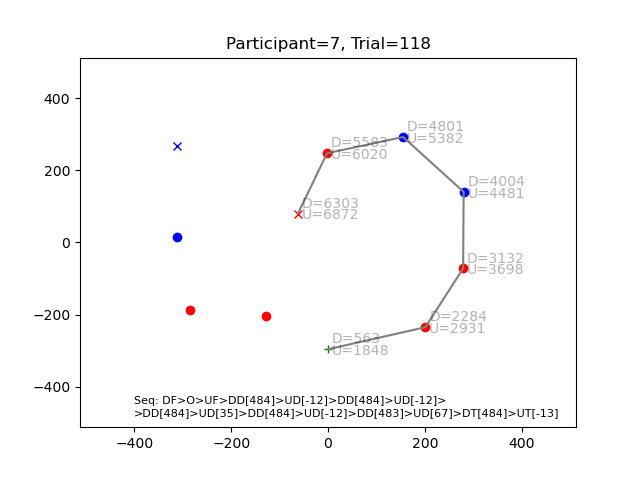 Participant=7, Trial=118
400
200
0
−200
−400
−400
−200
0
200
400
D=4801
U=5382
D=5583
U=6020
D=4004
U=4481
D=6303
U=6872
D=3132
U=3698
D=2284
U=2931
D=563
U=1848
Seq: DF>O>UF>DD[484]>UD[-12]>DD[484]>UD[-12]>
>DD[484]>UD[35]>DD[484]>UD[-12]>DD[483]>UD[67]>DT[484]>UT[-13]